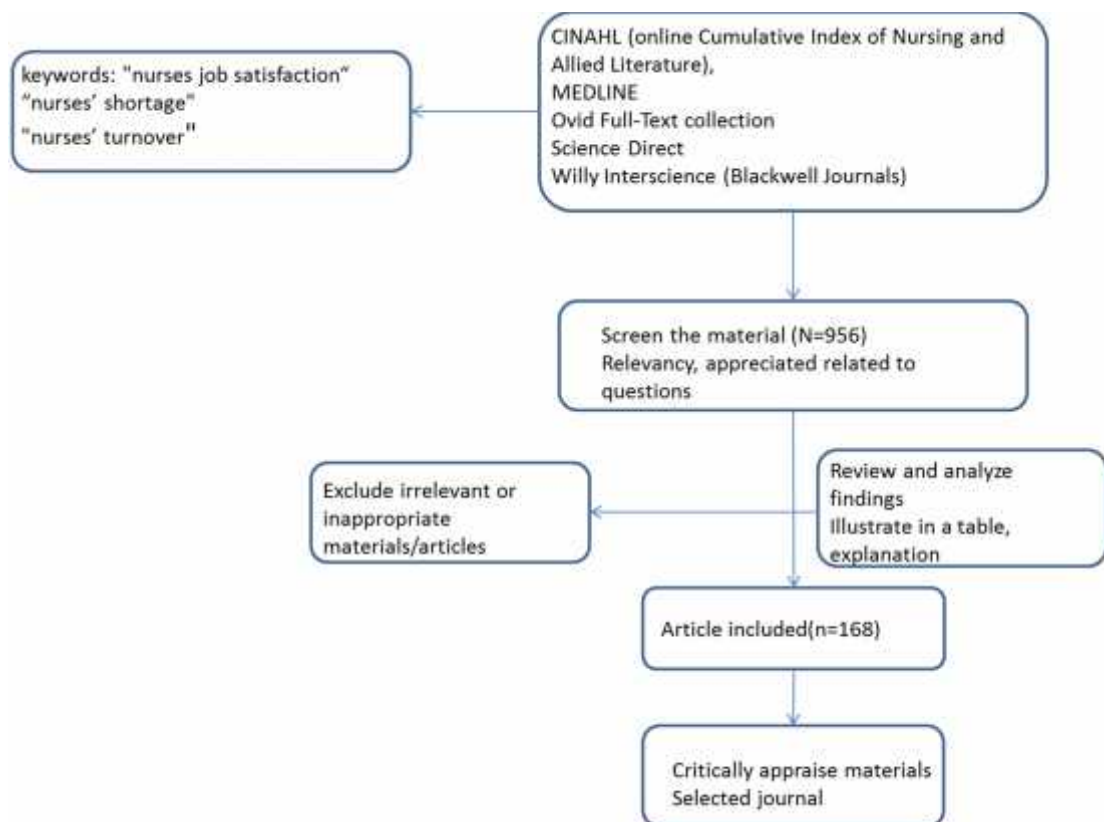 CINAHL (online Cumulative Index of Nursing and
Allied Literature),
MEDLINE
Ovid Full-Text collection
Science Direct
Willy Interscience (Blackwell Journals)
keywords: "nurses job satisfaction“
“nurses’ shortage"
"nurses’ turnover"
Screen the material (N=956)
Relevancy, appreciated related to
questions
Exclude irrelevant or
inappropriate
materials/articles
Review and analyze
findings
Illustrate in a table,
explanation
Article included(n=168)
Critically appraise materials
Selected journal